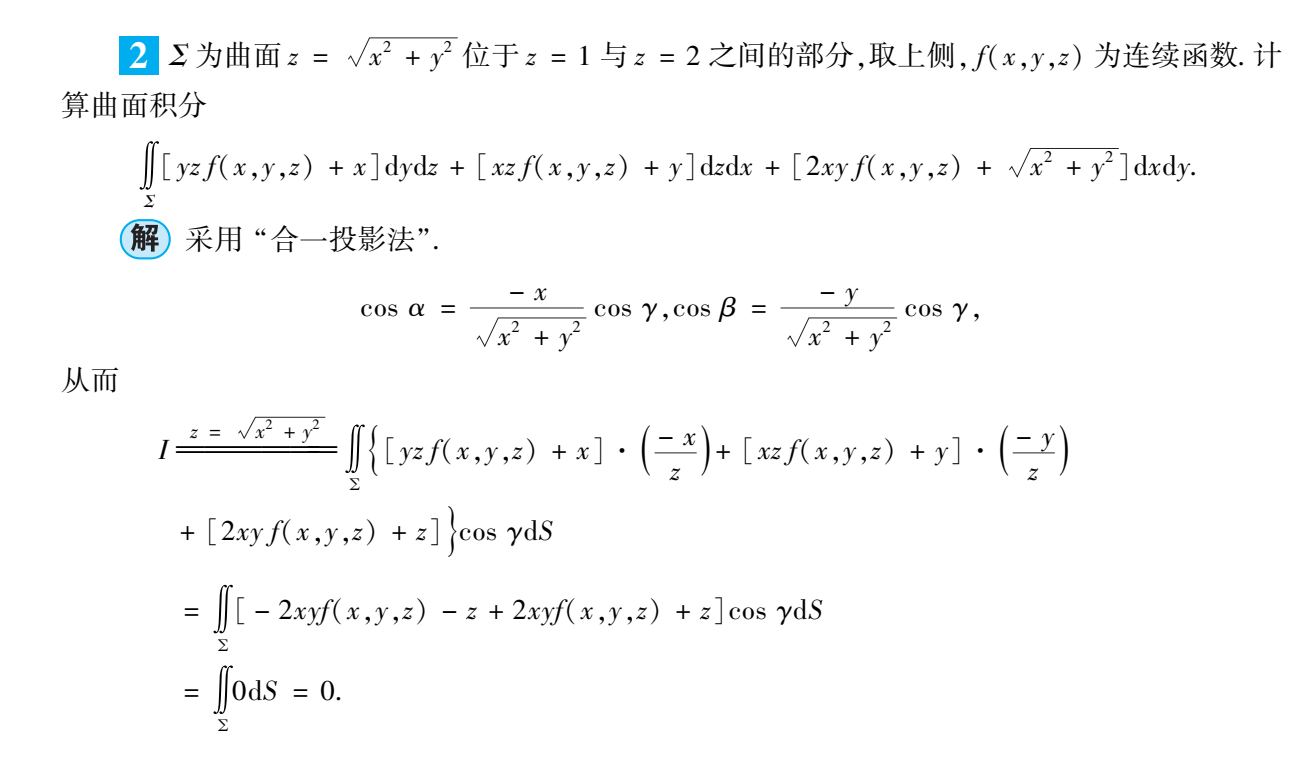 2 Σ 为曲面 z = √(x² + y²) 位于 z = 1 与 z = 2 之间的部分,取上侧, f(x,y,z) 为连续函数. 计
算曲面积分
∬_Σ [yzf(x,y,z) + x]dydz + [xzf(x,y,z) + y]dzdx + [2xyf(x,y,z) + √(x² + y²)]dxdy.
解 采用“合一投影法”.
cos α = (−x)/√(x² + y²) cos γ, cos β = (−y)/√(x² + y²) cos γ,
从而
I ═(z = √(x² + y²))═ ∬_Σ {[yzf(x,y,z) + x]·(−x/z) + [xzf(x,y,z) + y]·(−y/z)
+ [2xyf(x,y,z) + z]}cos γdS
= ∬_Σ [−2xyf(x,y,z) − z + 2xyf(x,y,z) + z]cos γdS
= ∬_Σ 0dS = 0.